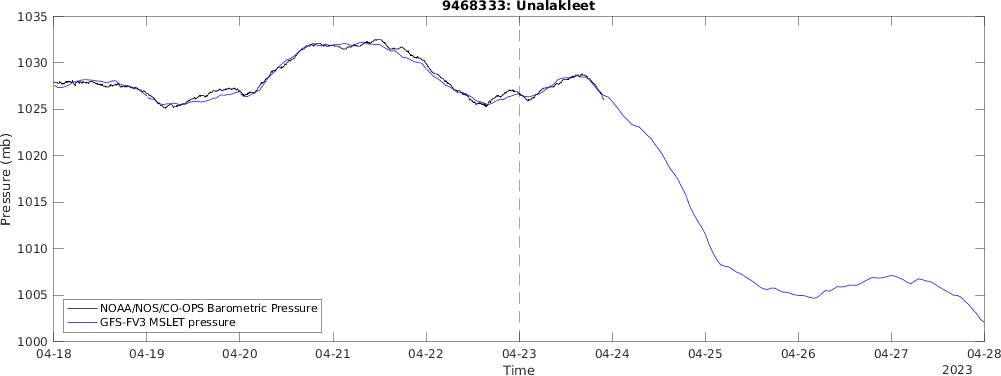 9468333: Unalakleet
1035
1030
1025
1020
1015
1010
1005
1000
Pressure (mb)
NOAA/NOS/CO-OPS Barometric Pressure
GFS-FV3 MSLET pressure
04-18 04-19 04-20 04-21 04-22 04-23 04-24 04-25 04-26 04-27 04-28
Time
2023